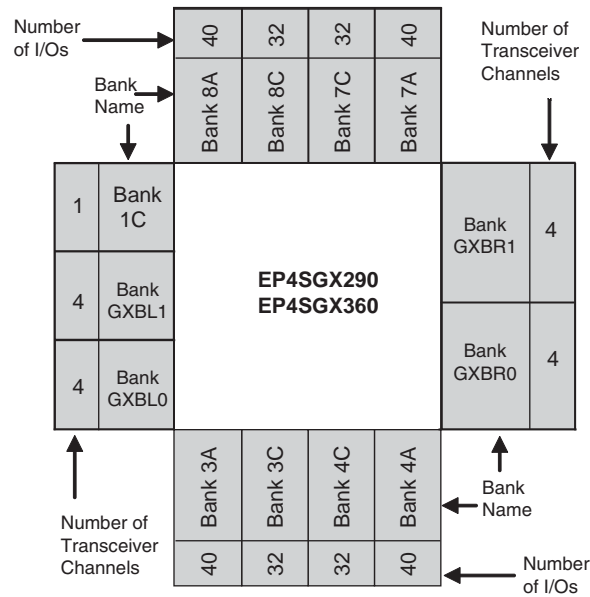 Number
of I/Os
40
32
32
40
Number of
Transceiver
Channels
Bank
Name
Bank 8A
Bank 8C
Bank 7C
Bank 7A
1
Bank
1C
4
Bank
GXBL1
4
Bank
GXBL0
EP4SGX290
EP4SGX360
Bank
GXBR1
4
Bank
GXBR0
4
Bank 3A
Bank 3C
Bank 4C
Bank 4A
Bank
Name
Number of
Transceiver
Channels
40
32
32
40
Number
of I/Os